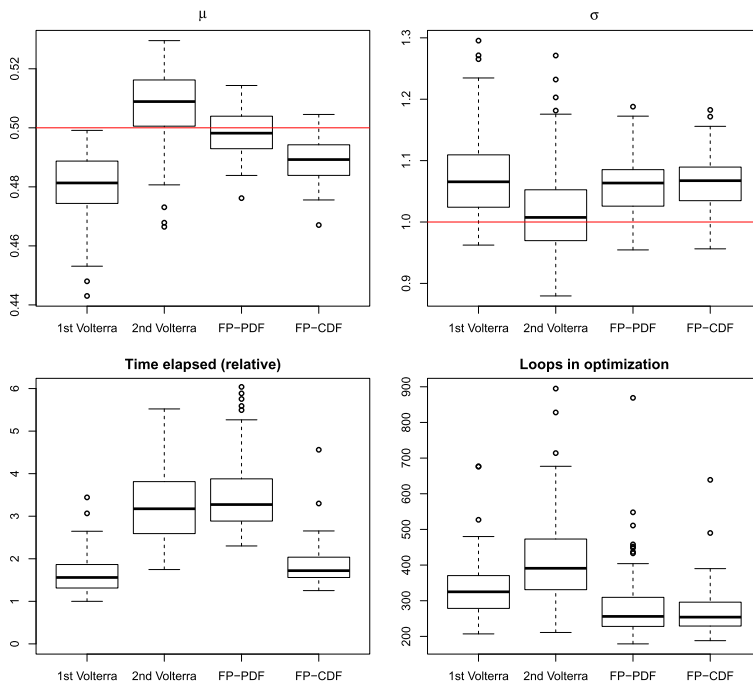 μ
0.44 0.46 0.48 0.50 0.52
1st Volterra 2nd Volterra FP−PDF FP−CDF
σ
0.9 1.0 1.1 1.2 1.3
1st Volterra 2nd Volterra FP−PDF FP−CDF
Time elapsed (relative)
0 1 2 3 4 5 6
1st Volterra 2nd Volterra FP−PDF FP−CDF
Loops in optimization
200 300 400 500 600 700 800 900
1st Volterra 2nd Volterra FP−PDF FP−CDF